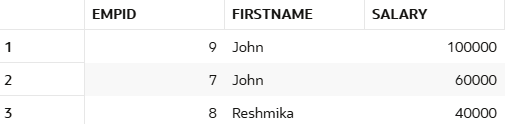 EMPID FIRSTNAME SALARY
1 9 John 100000
2 7 John 60000
3 8 Reshmika 40000